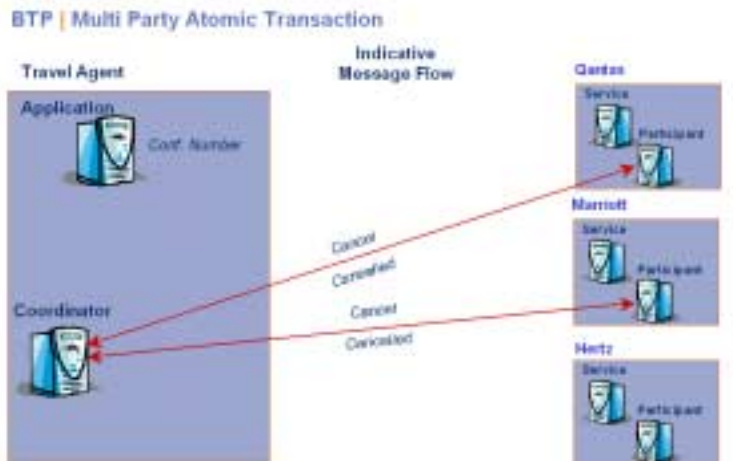 BTP | Multi Party Atomic Transaction
Travel Agent
Indicative
Message Flow
Application
Conf. Number
Coordinator
Cancel
Cancelled
Cancel
Cancelled
Qantas
Service
Participant
Marriott
Service
Participant
Hertz
Service
Participant